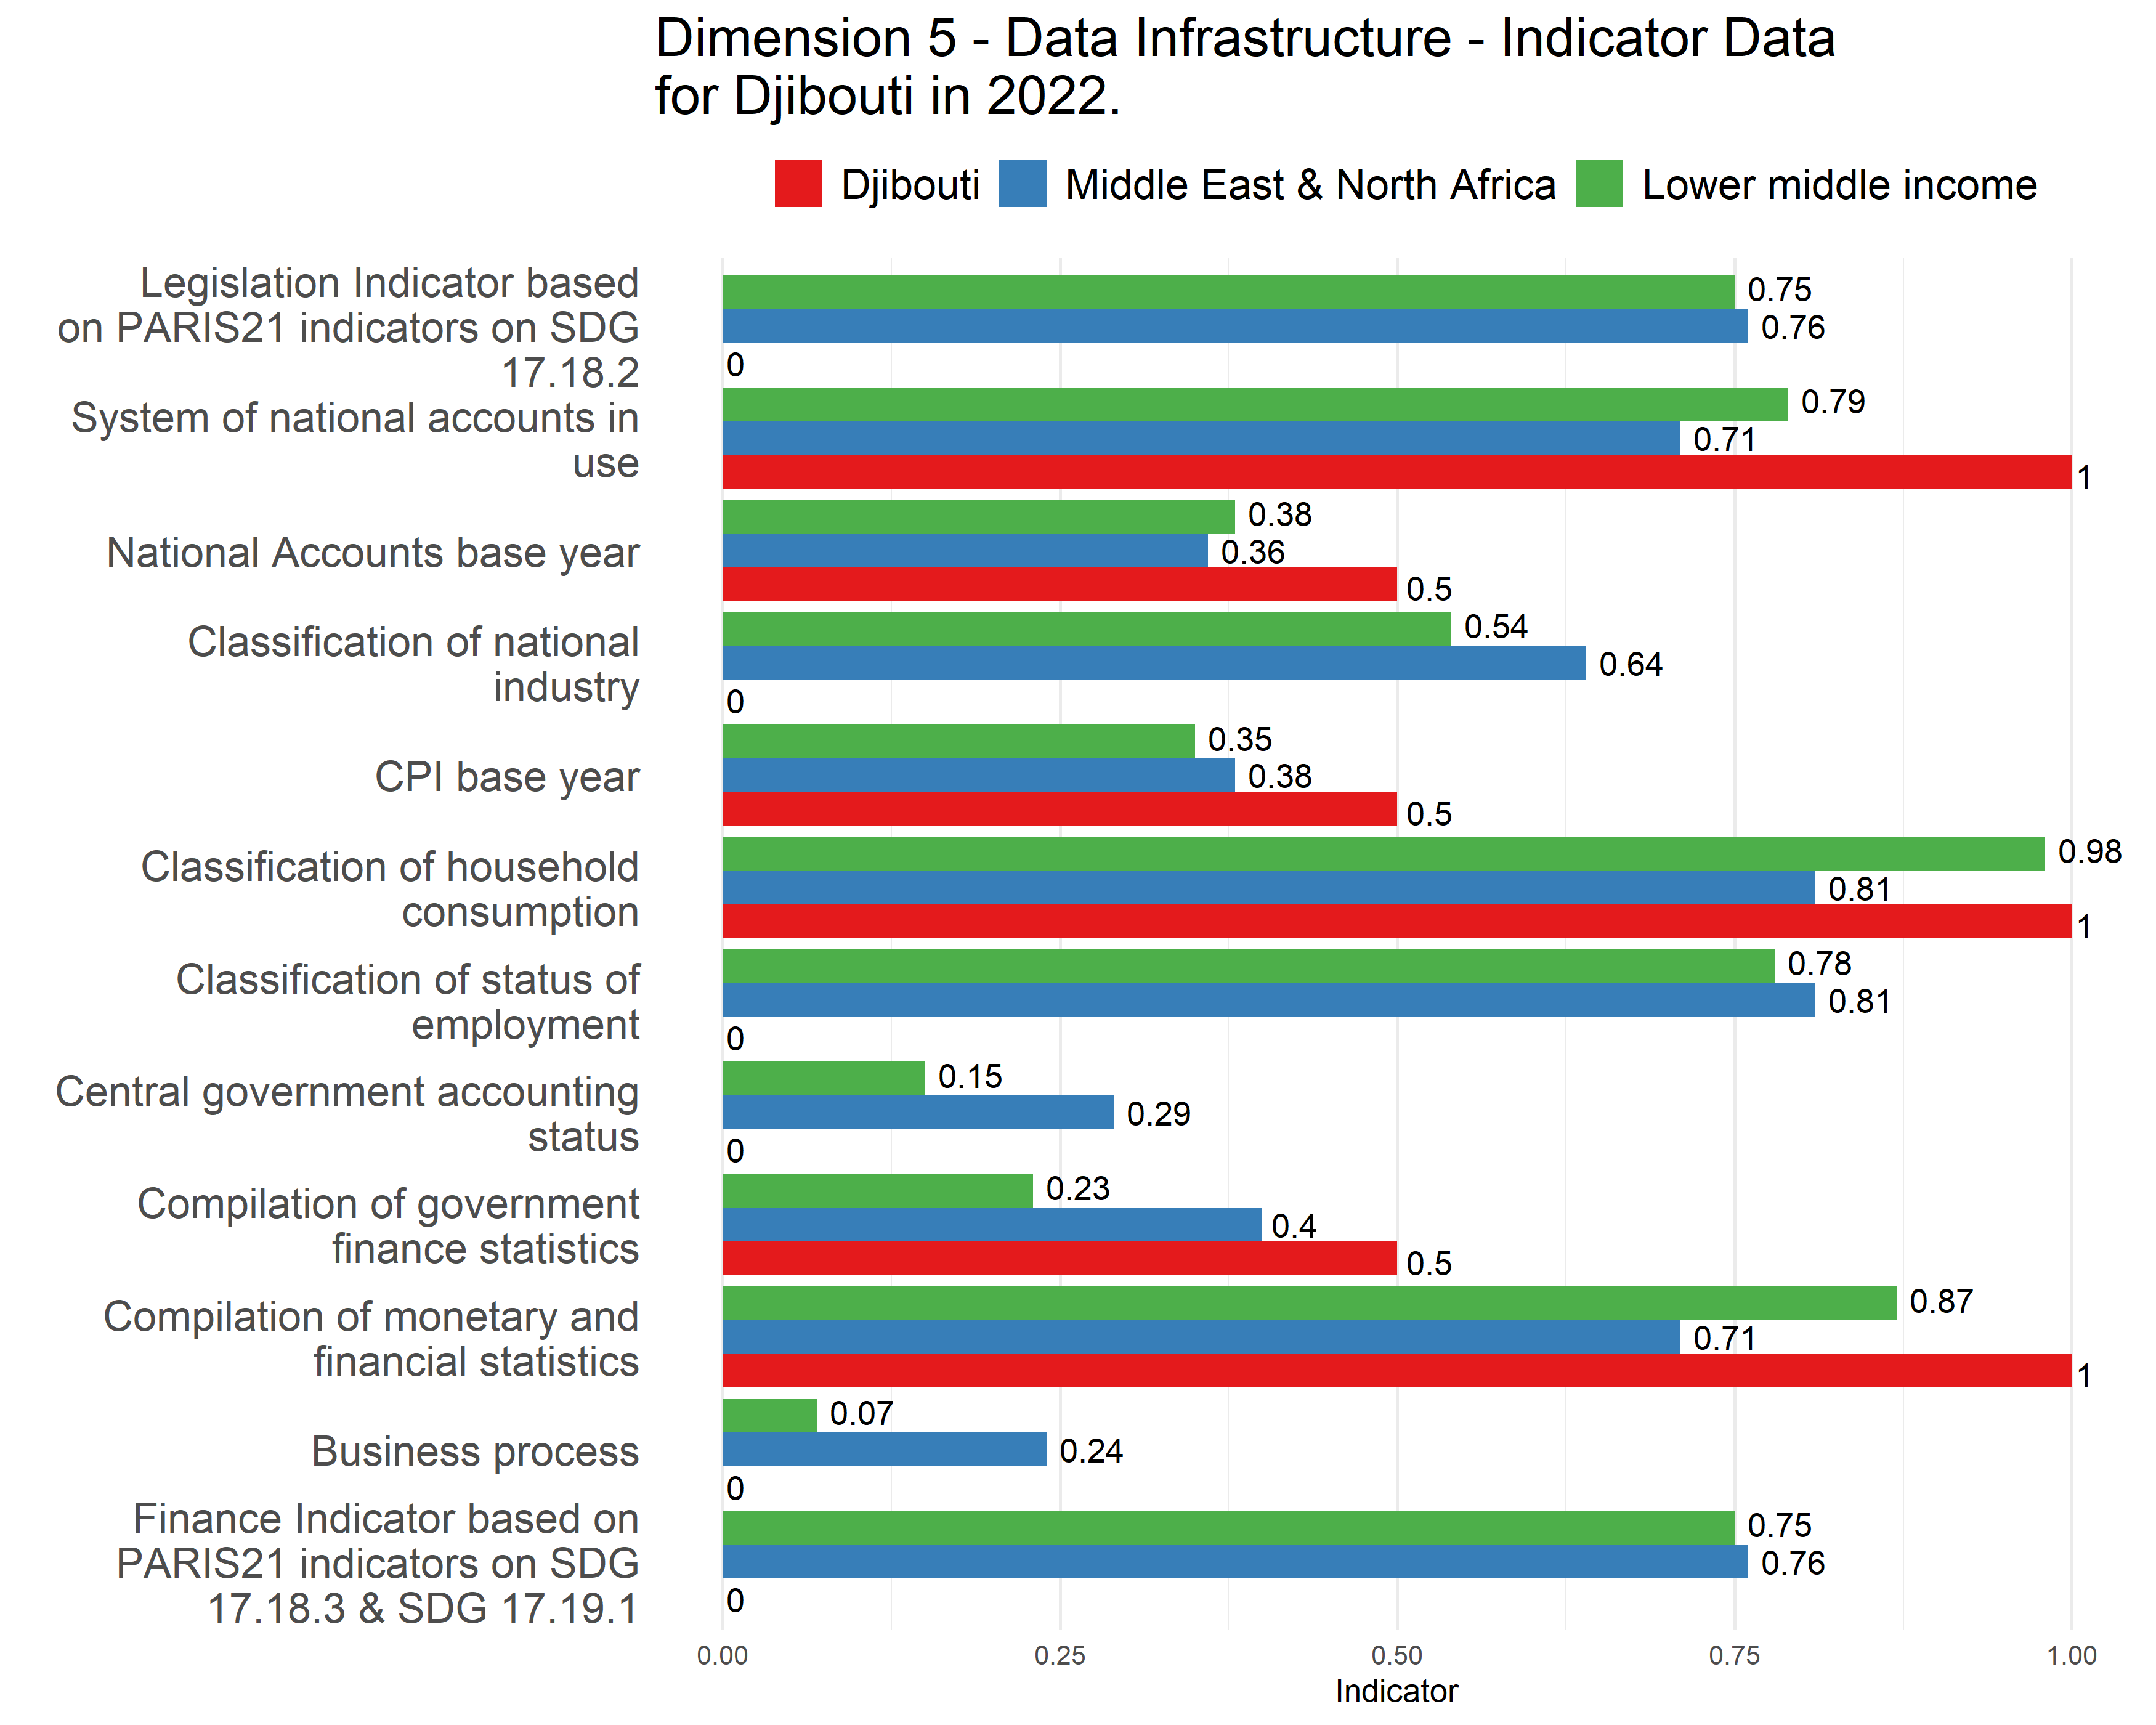 Dimension 5 - Data Infrastructure - Indicator Data
for Djibouti in 2022.
Djibouti
Middle East & North Africa
Lower middle income
Legislation Indicator based
on PARIS21 indicators on SDG
17.18.2
0.75
0.76
0
System of national accounts in
use
0.79
0.71
1
National Accounts base year
0.38
0.36
0.5
Classification of national
industry
0.54
0.64
0
CPI base year
0.35
0.38
0.5
Classification of household
consumption
0.98
0.81
1
Classification of status of
employment
0.78
0.81
0
Central government accounting
status
0.15
0.29
0
Compilation of government
finance statistics
0.23
0.4
0.5
Compilation of monetary and
financial statistics
0.87
0.71
1
Business process
0.07
0.24
0
Finance Indicator based on
PARIS21 indicators on SDG
17.18.3 & SDG 17.19.1
0.75
0.76
0
0.00
0.25
0.50
0.75
1.00
Indicator